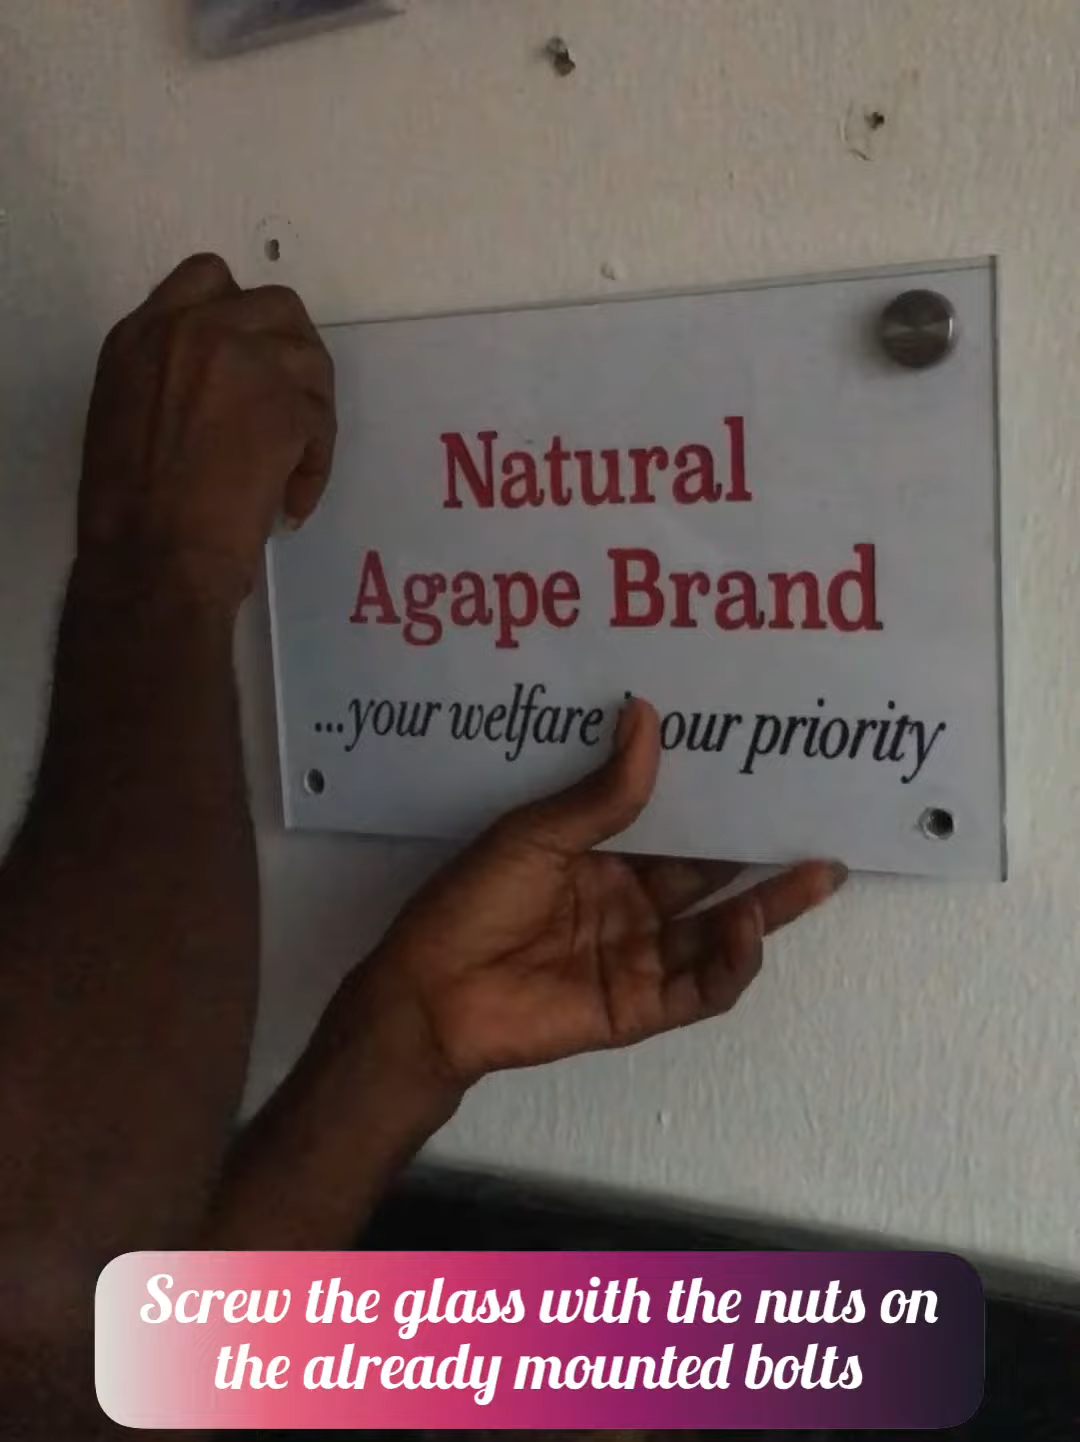 Natural
Agape Brand
...your welfare our priority
Screw the glass with the nuts on
the already mounted bolts